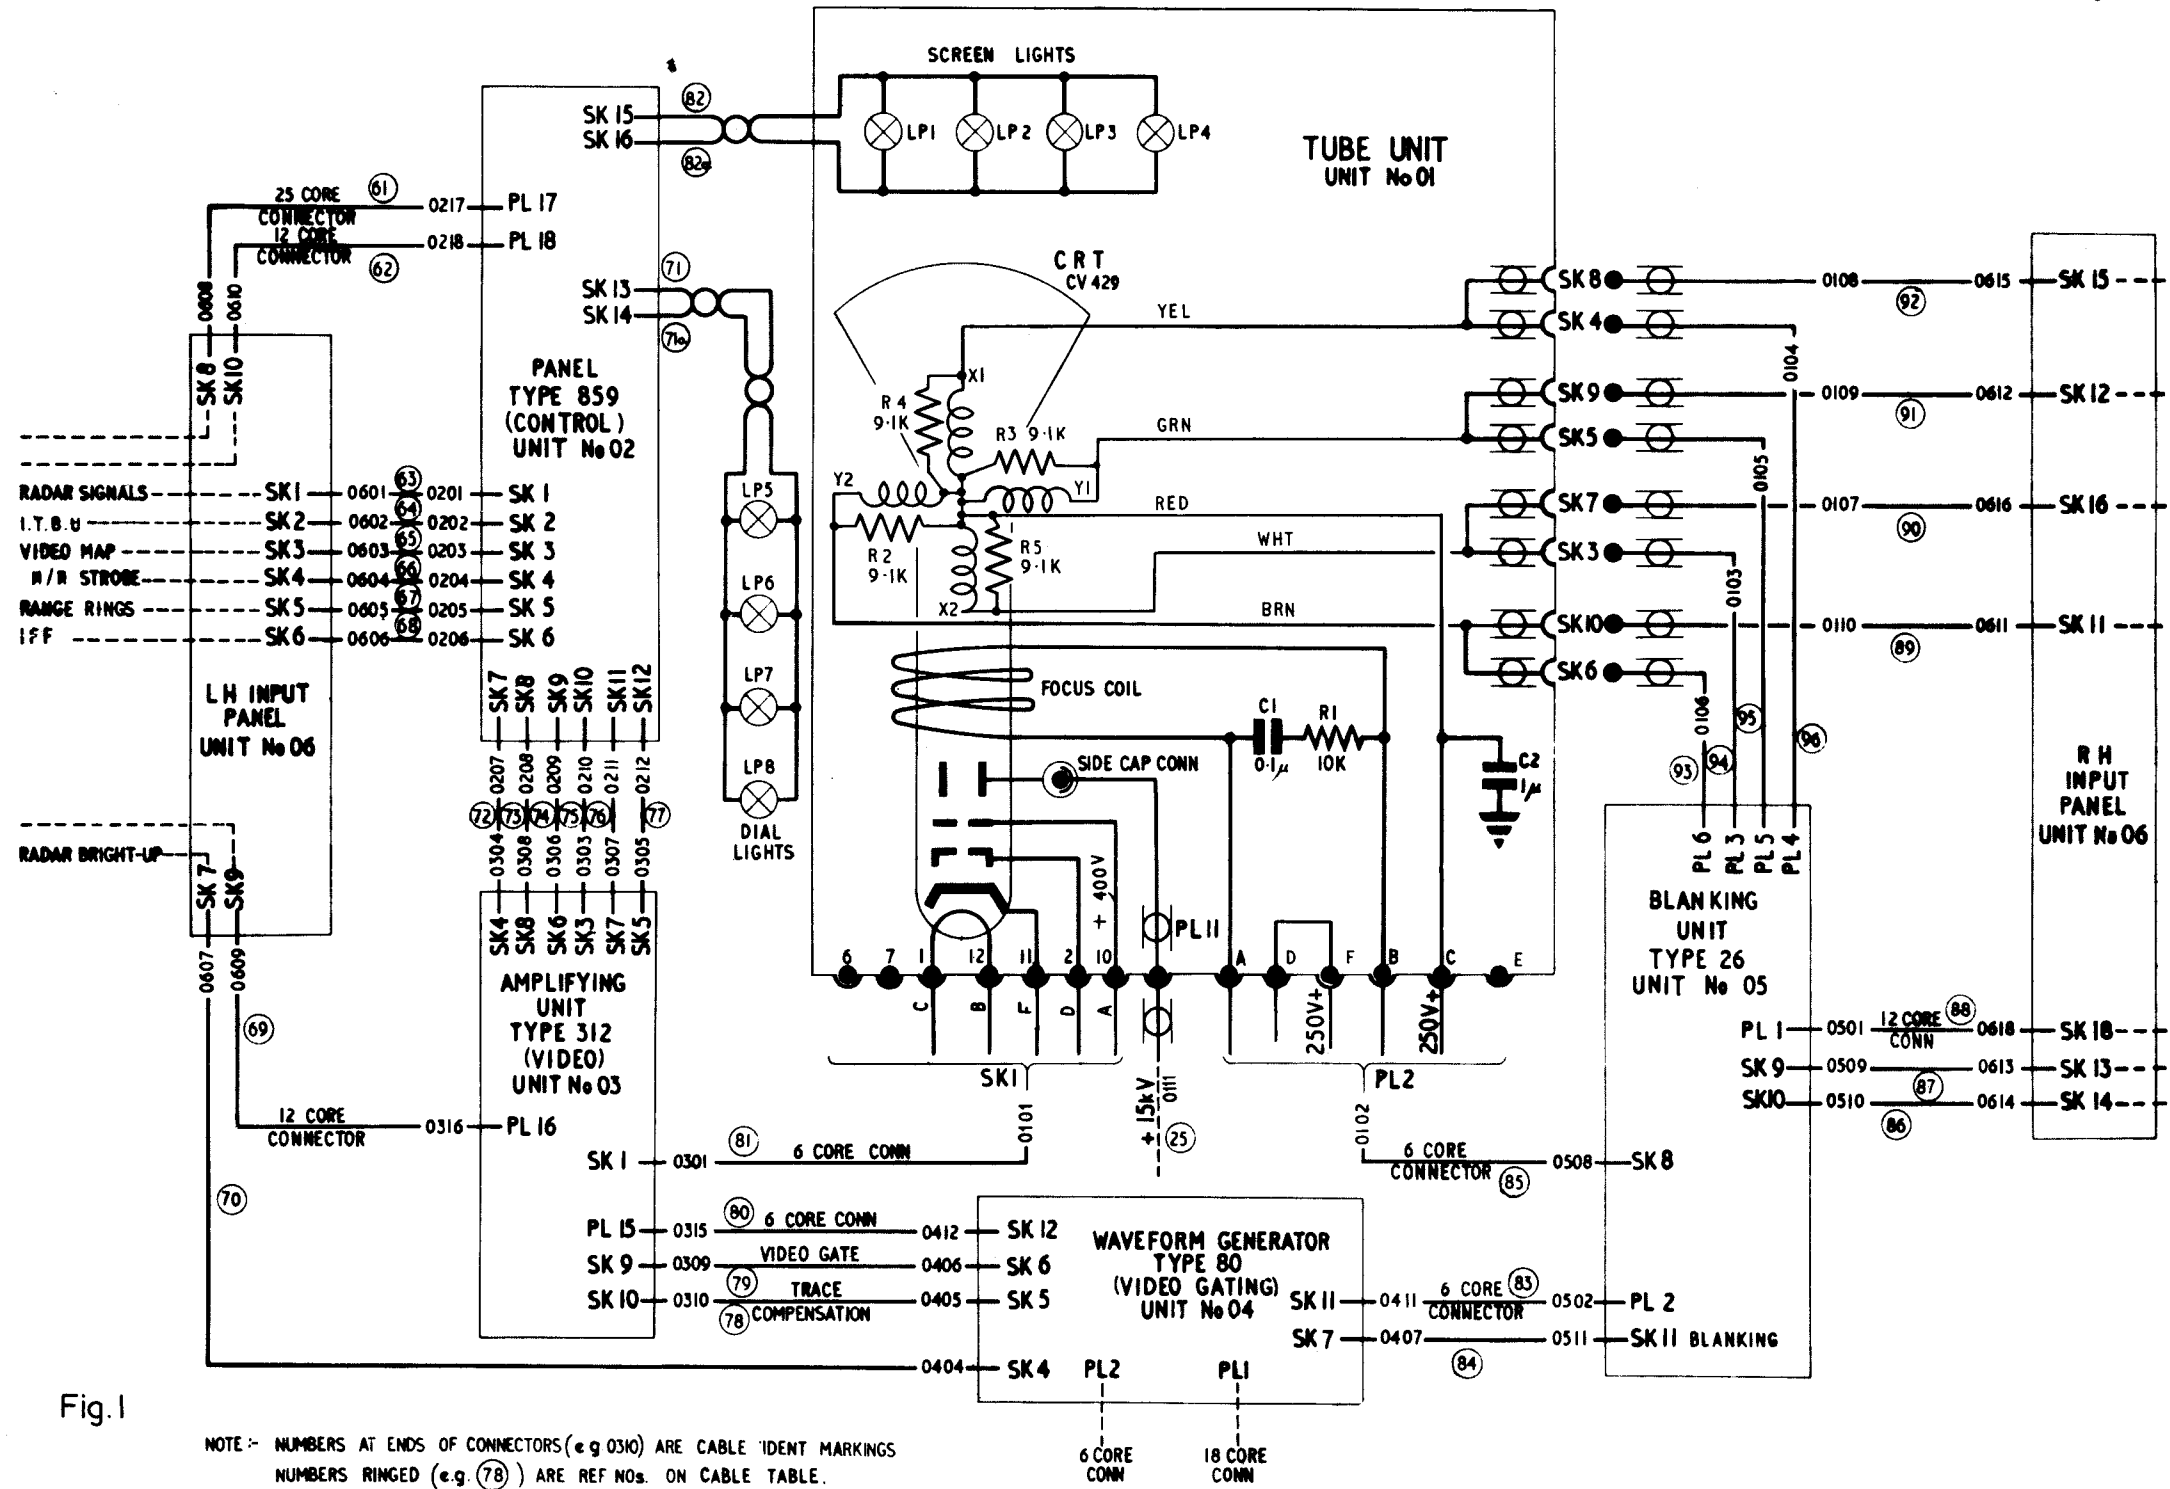 SCREEN LIGHTS
LP1
LP2
LP3
LP4
TUBE UNIT
UNIT No 01
SK 15
SK 16
82
82a
25 CORE
CONNECTOR
61
0217
PL 17
12 CORE
CONNECTOR
62
0218
PL 18
0608
0610
SK 13
SK 14
71
71a
SK8
SK10
PANEL
TYPE 859
(CONTROL)
UNIT No 02
RADAR SIGNALS
SK1
0601
63
0201
SK 1
I.T.B.U
SK2
0602
64
0202
SK 2
VIDEO MAP
SK3
0603
65
0203
SK 3
STROBE
SK4
0604
66
0204
SK 4
RANGE RINGS
SK5
0605
67
0205
SK 5
IFF
SK6
0606
68
0206
SK 6
LH INPUT
PANEL
UNIT No 06
SK7
SK8
SK9
SK10
SK11
SK12
0207
0208
0209
0210
0211
0212
72
73
74
75
76
77
0304
0308
0306
0303
0307
0305
SK4
SK8
SK6
SK3
SK7
SK5
LP5
LP6
LP7
LP8
DIAL
LIGHTS
RADAR BRIGHT-UP
SK7
SK9
0607
0609
69
70
AMPLIFYING
UNIT
TYPE 312
(VIDEO)
UNIT No 03
12 CORE
CONNECTOR
0316
PL 16
SK 1
0301
81
6 CORE CONN
0101
PL 15
0315
80
6 CORE CONN
0412
SK 12
SK 9
0309
VIDEO GATE
79
0406
SK 6
SK 10
0310
TRACE
COMPENSATION
78
0405
SK 5
0404
SK 4
CRT
CV 429
YEL
GRN
RED
WHT
BRN
X1
R4
9.1K
R3 9.1K
Y2
Y1
R2
9.1K
R5
9.1K
X2
FOCUS COIL
C1
0.1μ
R1
10K
C2
1μ
SIDE CAP CONN
+ 400V
PL11
6
7
1
12
11
2
10
A
D
F
B
C
E
C
B
F
D
A
250V+
250V+
SK1
PL2
+ 15kV
0111
25
0102
6 CORE
CONNECTOR
85
0508
SK 8
WAVEFORM GENERATOR
TYPE 80
(VIDEO GATING)
UNIT No 04
SK 11
0411
6 CORE
CONNECTOR
83
0502
PL 2
SK 7
0407
84
0511
SK 11 BLANKING
PL2
PL1
6 CORE
CONN
18 CORE
CONN
SK8
0108
92
0615
SK 15
SK4
0104
SK9
0109
91
0612
SK 12
SK5
0105
SK7
0107
90
0616
SK 16
SK3
0103
SK10
0110
89
0611
SK 11
SK6
0106
93
94
95
96
PL 6
PL 3
PL 5
PL 4
BLANKING
UNIT
TYPE 26
UNIT No 05
RH
INPUT
PANEL
UNIT No 06
PL 1
0501
12 CORE
CONN
88
0618
SK 18
SK 9
0509
87
0613
SK 13
SK10
0510
86
0614
SK 14
Fig.1
NOTE :- NUMBERS AT ENDS OF CONNECTORS (e g 0310) ARE CABLE IDENT MARKINGS
NUMBERS RINGED (e.g. 78) ARE REF NOs. ON CABLE TABLE.